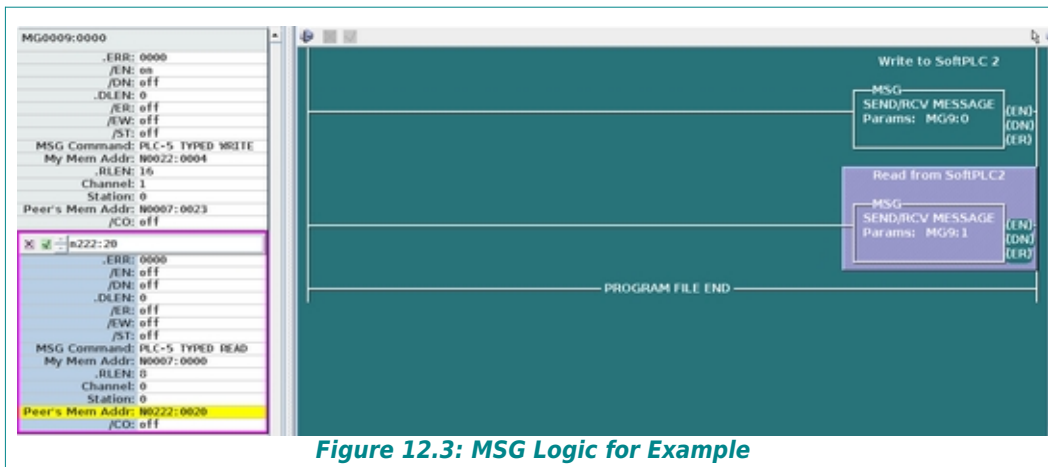 MG0009:0000
.ERR: 0000
/EN: on
/DN: off
.DLEN: 0
/ER: off
/EW: off
/ST: off
MSG Command: PLC-5 TYPED WRITE
My Mem Addr: N0022:0004
.RLEN: 16
Channel: 1
Station: 0
Peer's Mem Addr: N0007:0023
/CO: off
n222:20
.ERR: 0000
/EN: off
/DN: off
.DLEN: 0
/ER: off
/EW: off
/ST: off
MSG Command: PLC-5 TYPED READ
My Mem Addr: N0007:0000
.RLEN: 8
Channel: 0
Station: 0
Peer's Mem Addr: N0222:0020
/CO: off
Write to SoftPLC 2
MSG
SEND/RCV MESSAGE (EN)
Params: MG9:0 (DN)
(ER)
Read from SoftPLC2
MSG
SEND/RCV MESSAGE (EN)
Params: MG9:1 (DN)
(ER)
PROGRAM FILE END
Figure 12.3: MSG Logic for Example